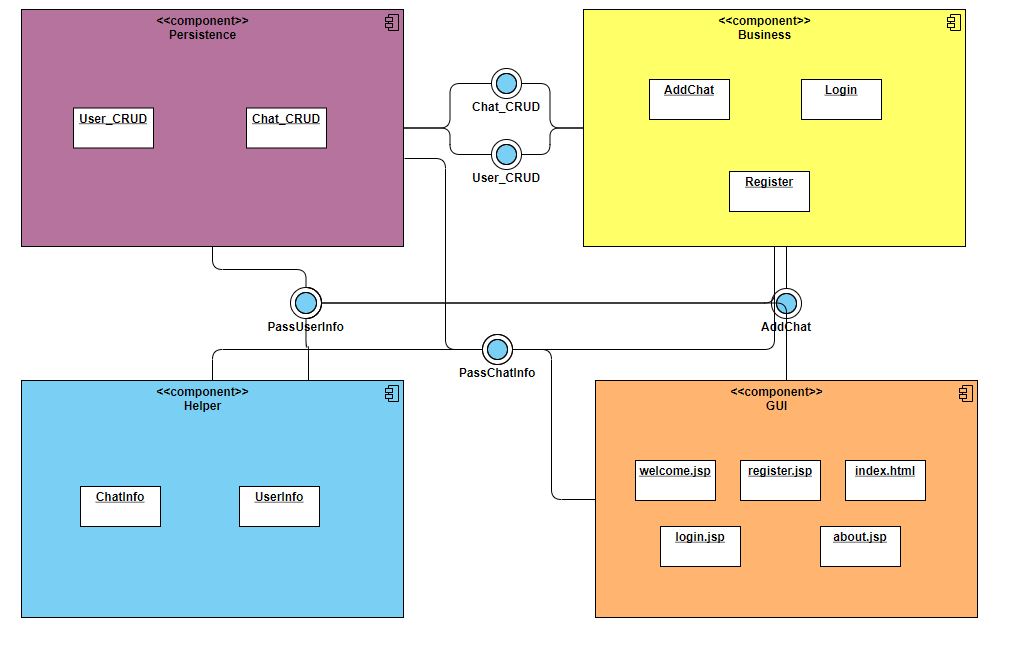 <<component>>
Persistence
User_CRUD
Chat_CRUD
Chat_CRUD
User_CRUD
<<component>>
Business
AddChat
Login
Register
PassUserInfo
AddChat
PassChatInfo
<<component>>
Helper
ChatInfo
UserInfo
<<component>>
GUI
welcome.jsp
register.jsp
index.html
login.jsp
about.jsp